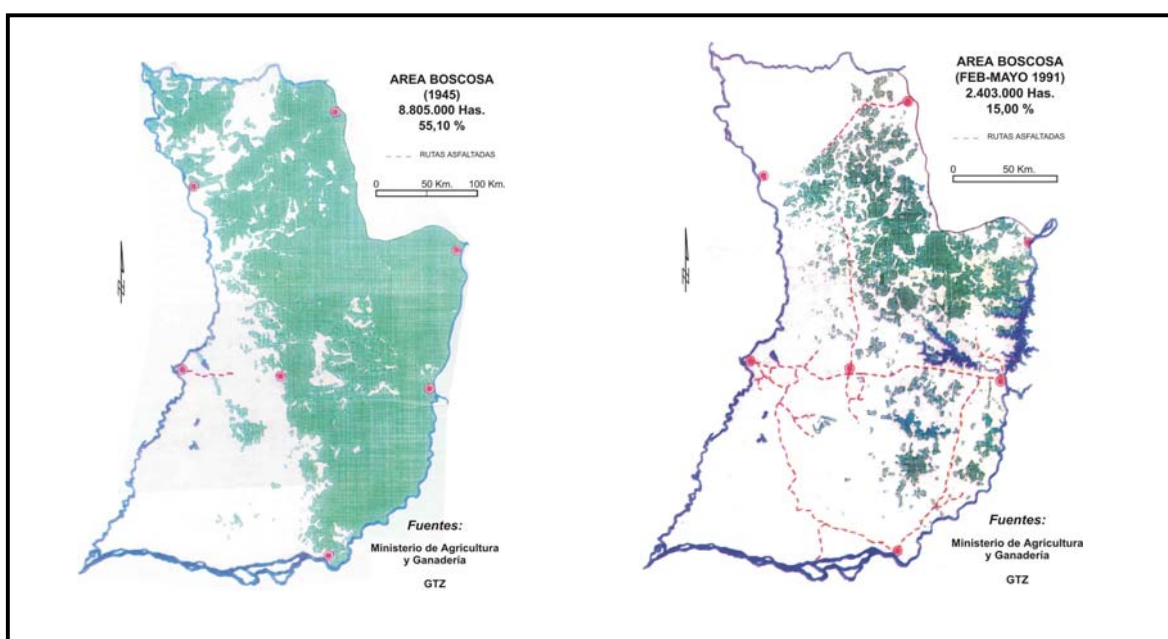 AREA BOSCOSA
(1945)
8.805.000 Has.
55,10 %
RUTAS ASFALTADAS
0 50 Km. 100 Km.
N
Fuentes:
Ministerio de Agricultura
y Ganadería
GTZ
AREA BOSCOSA
(FEB-MAYO 1991)
2.403.000 Has.
15,00 %
RUTAS ASFALTADAS
0 50 Km.
N
Fuentes:
Ministerio de Agricultura
y Ganadería
GTZ